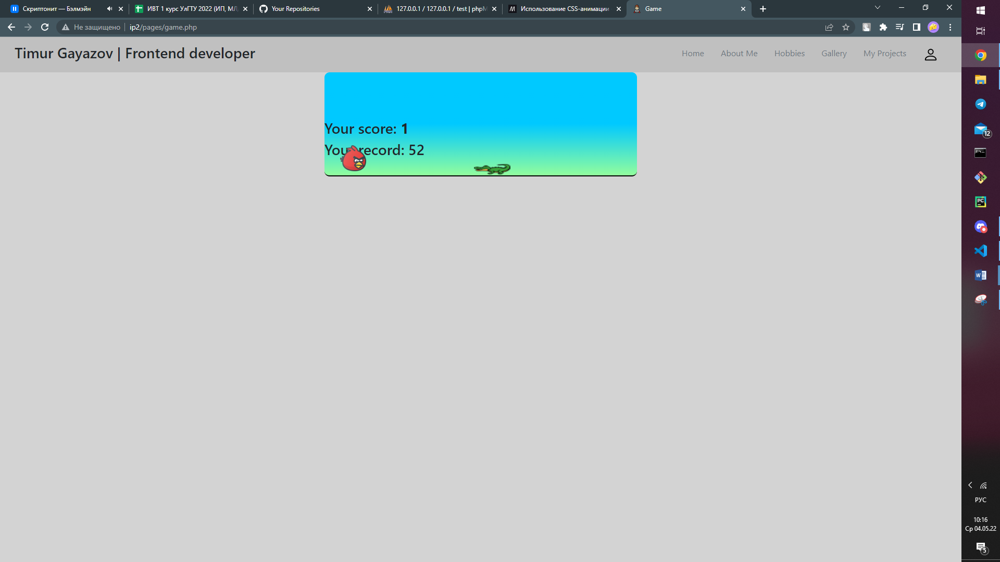 Скриптонит — Бэлмэйн
ИВТ 1 курс УлГТУ 2022 (ИП, МЛ,
Your Repositories
127.0.0.1 / 127.0.0.1 / test | phpM
Использование CSS-анимации
Game
Не защищено
ip2/pages/game.php
Timur Gayazov | Frontend developer
Home
About Me
Hobbies
Gallery
My Projects
Your score: 1
Your record: 52
12
PC
W
РУС
10:16
Ср 04.05.22
5